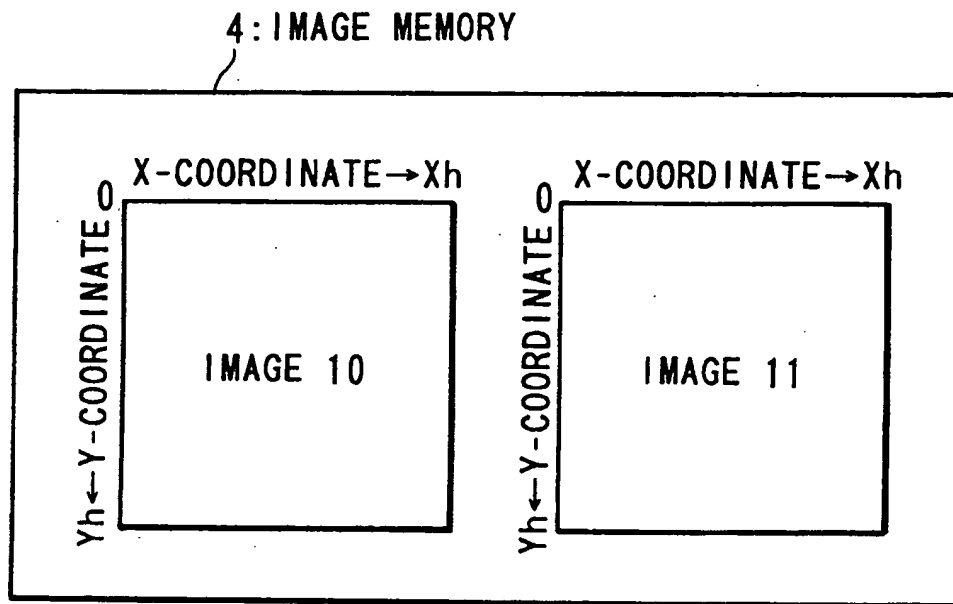 4:IMAGE MEMORY
X-COORDINATE→Xh
0
Yh←Y-COORDINATE
IMAGE 10
X-COORDINATE→Xh
0
Yh←Y-COORDINATE
IMAGE 11